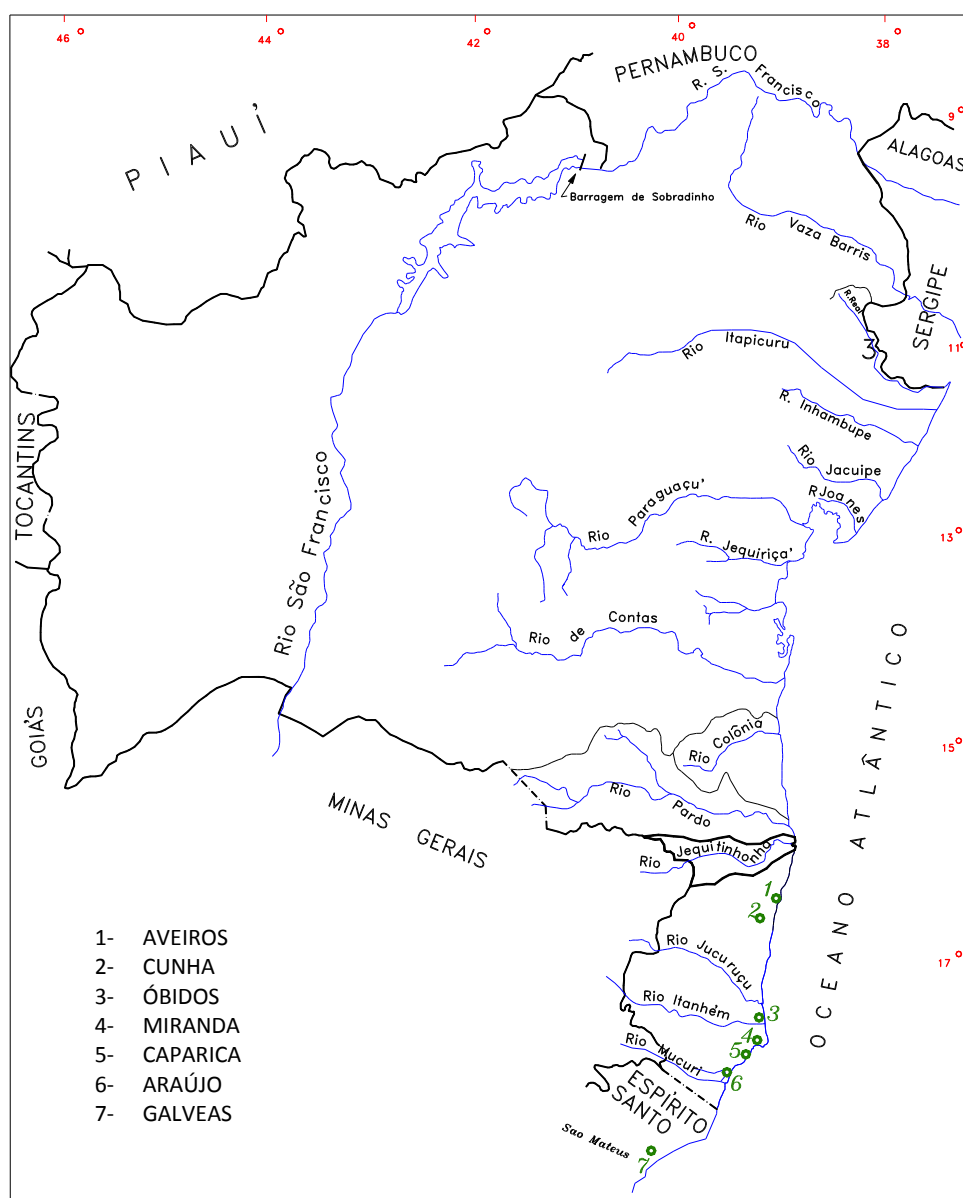 46 °
44 °
42 °
40 °
38 °
PERNAMBUCO
R. S. Francisco
9 °
PIAUÍ
ALAGOAS
Barragem de Sobradinho
Rio Vaza Barris
R.Real
SERGIPE
3
11 °
Rio Itapicuru
R. Inhambupe
TOCANTINS
Rio Jacuipe
Rio São Francisco
Rio Paraguaçu'
R Joanes
13 °
R. Jequiriça'
Rio de Contas
OCEANO ATLÂNTICO
GOIÁS
Rio Colônia
15 °
MINAS GERAIS
Rio Pardo
Rio Jequitinhonha
1
2
1- AVEIROS
2- CUNHA
3- ÓBIDOS
4- MIRANDA
5- CAPARICA
6- ARAÚJO
7- GALVEAS
Rio Jucuruçu
17 °
Rio Itanhém
3
4
Rio Mucuri
5
6
ESPÍRITO
SANTO
Sao Mateus
7